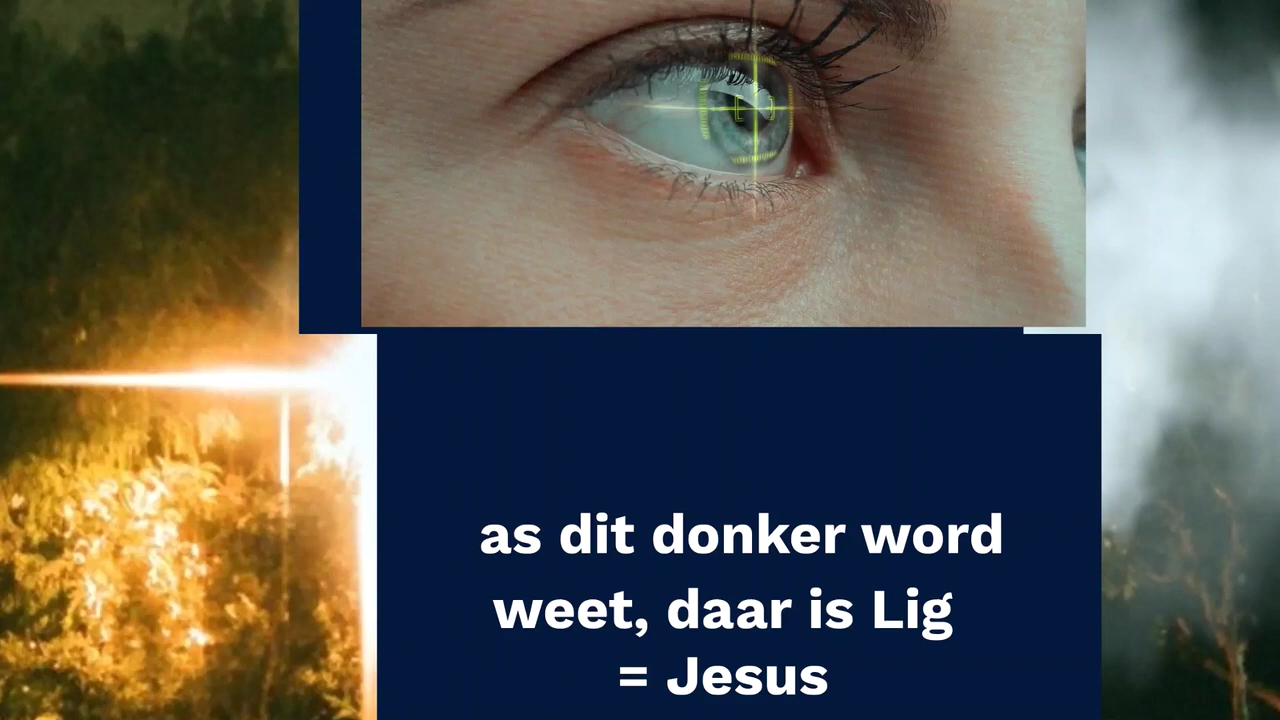 as dit donker word
weet, daar is Lig
= Jesus